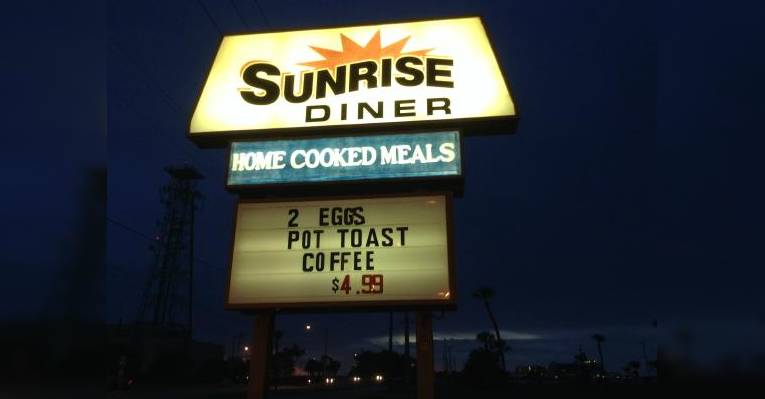 SUNRISE
DINER
HOME COOKED MEALS
2 EGGS
POT TOAST
COFFEE
$4.99